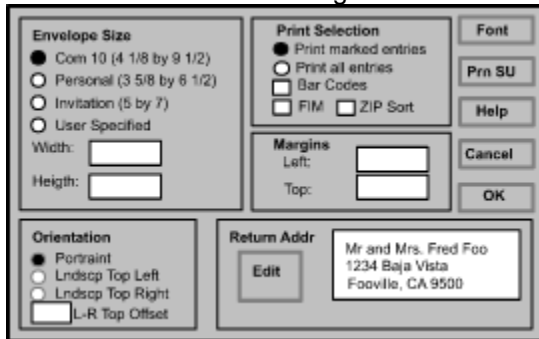 Envelope Size
Com 10 (4 1/8 by 9 1/2)
Personal (3 5/8 by 6 1/2)
Invitation (5 by 7)
User Specified
Width:
Heigth:
Print Selection
Print marked entries
Print all entries
Bar Codes
FIM
ZIP Sort
Margins
Left:
Top:
Font
Prn SU
Help
Cancel
OK
Orientation
Portraint
Lndscp Top Left
Lndscp Top Right
L-R Top Offset
Return Addr
Edit
Mr and Mrs. Fred Foo
1234 Baja Vista
Fooville, CA 9500